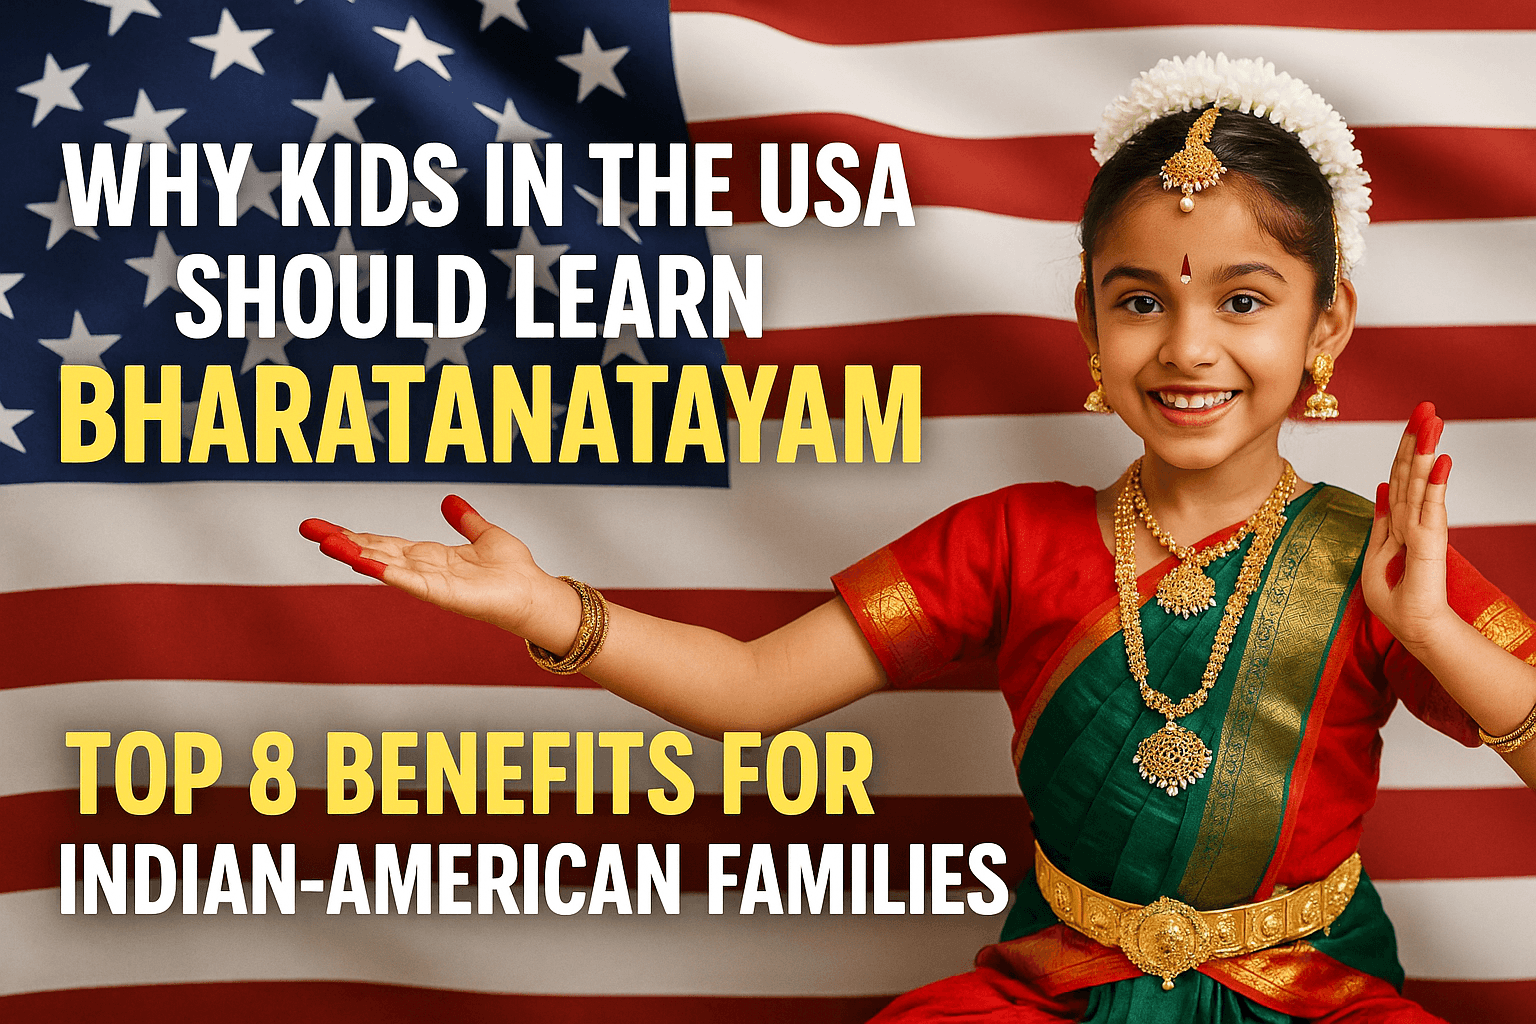 WHY KIDS IN THE USA
SHOULD LEARN
BHARATANATAYAM
TOP 8 BENEFITS FOR
INDIAN-AMERICAN FAMILIES